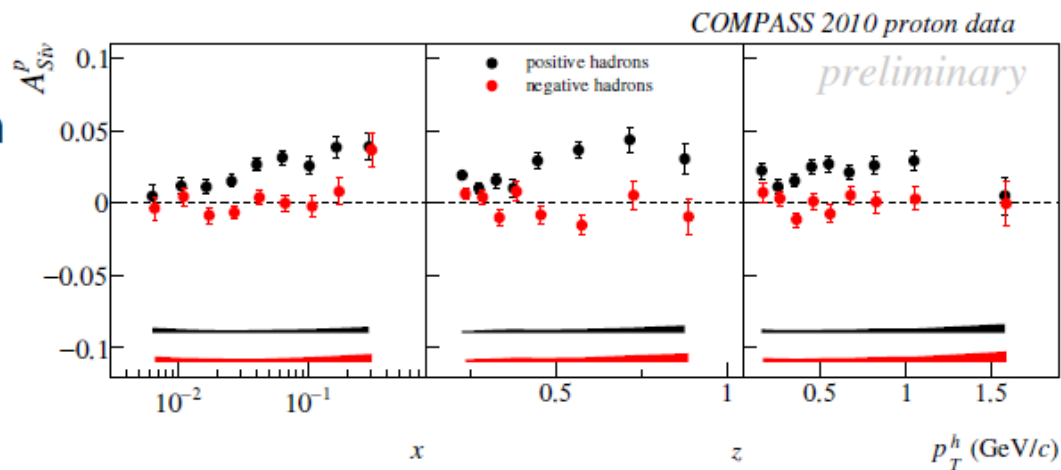 COMPASS 2010 proton data
preliminary
A^p_Siv
positive hadrons
negative hadrons
0.1
0.05
0
−0.05
−0.1
10^−2 10^−1 0.5 1 0.5 1 1.5
x z p_T^h (GeV/c)